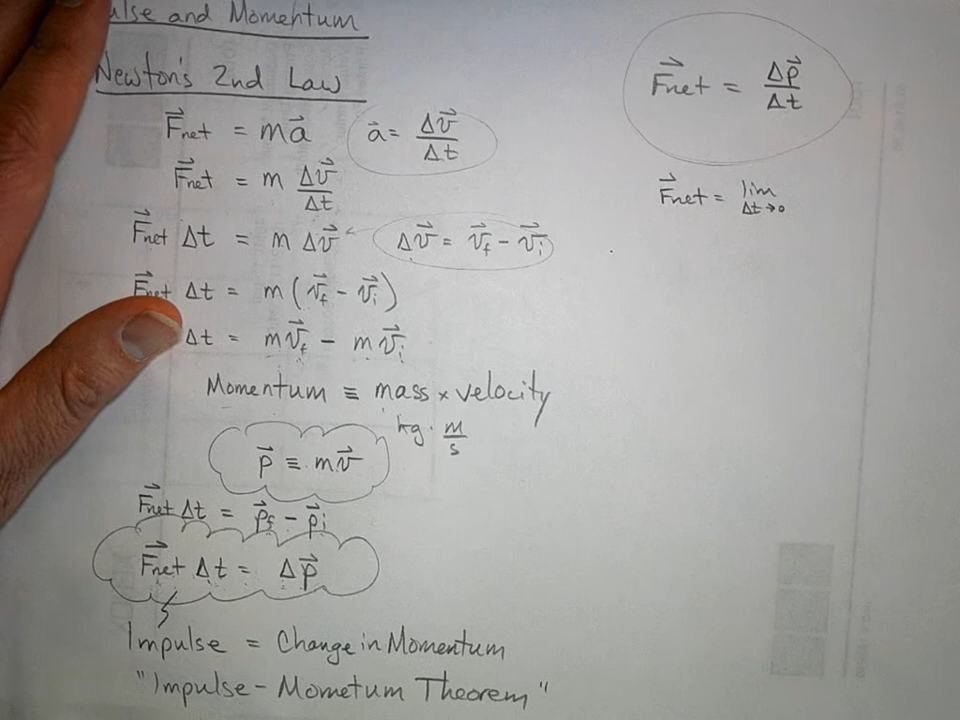 ulse and Momentum
Newton's 2nd Law
F⃗net = ma⃗   a⃗ = Δv⃗/Δt
F⃗net = m Δv⃗/Δt
F⃗net Δt = m Δv⃗   Δv⃗ = v⃗f - v⃗i
F⃗net Δt = m(v⃗f - v⃗i)
Δt = mv⃗f - mv⃗i
Momentum ≡ mass × velocity
kg · m/s
p⃗ ≡ mv⃗
F⃗net Δt = p⃗f - p⃗i
F⃗net Δt = Δp⃗
Impulse = Change in Momentum
"Impulse - Mometum Theorem"
F⃗net = Δp⃗/Δt
F⃗net = lim Δt→0